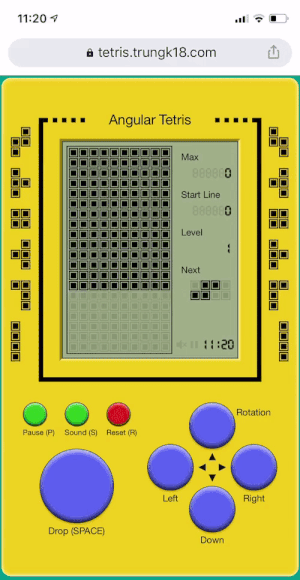 11:20
tetris.trungk18.com
Angular Tetris
Max
0
Start Line
0
Level
1
Next
11:20
Rotation
Pause (P) Sound (S) Reset (R)
Left Right
Drop (SPACE)
Down